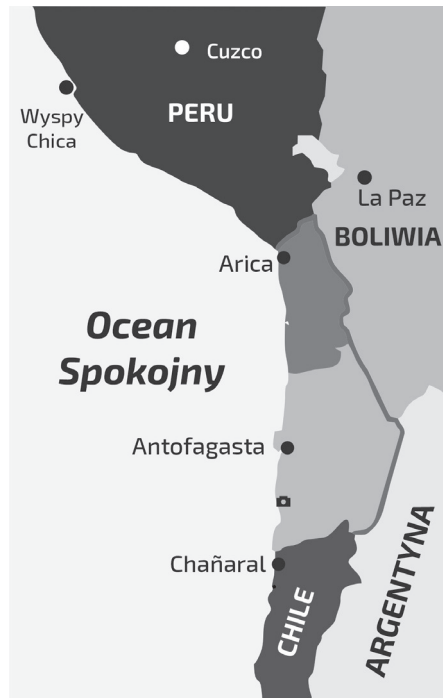 Cuzco
Wyspy
Chica
PERU
La Paz
BOLIWIA
Arica
Ocean
Spokojny
Antofagasta
Chañaral
CHILE
ARGENTYNA